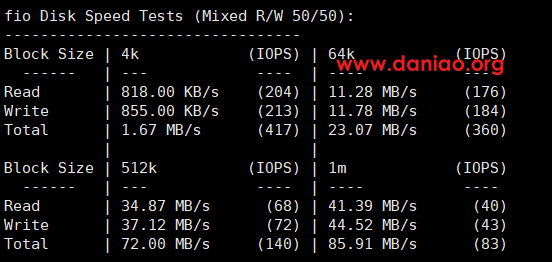 fio Disk Speed Tests (Mixed R/W 50/50):
---------------------------------
Block Size | 4k            (IOPS) | 64k           (IOPS)
  ------   | ---            ----  | ----           ----
Read       | 818.00 KB/s    (204) | 11.28 MB/s     (176)
Write      | 855.00 KB/s    (213) | 11.78 MB/s     (184)
Total      | 1.67 MB/s      (417) | 23.07 MB/s     (360)
           |                      |
Block Size | 512k          (IOPS) | 1m            (IOPS)
  ------   | ---            ----  | ----           ----
Read       | 34.87 MB/s      (68) | 41.39 MB/s      (40)
Write      | 37.12 MB/s      (72) | 44.52 MB/s      (43)
Total      | 72.00 MB/s     (140) | 85.91 MB/s      (83)
www.daniao.org